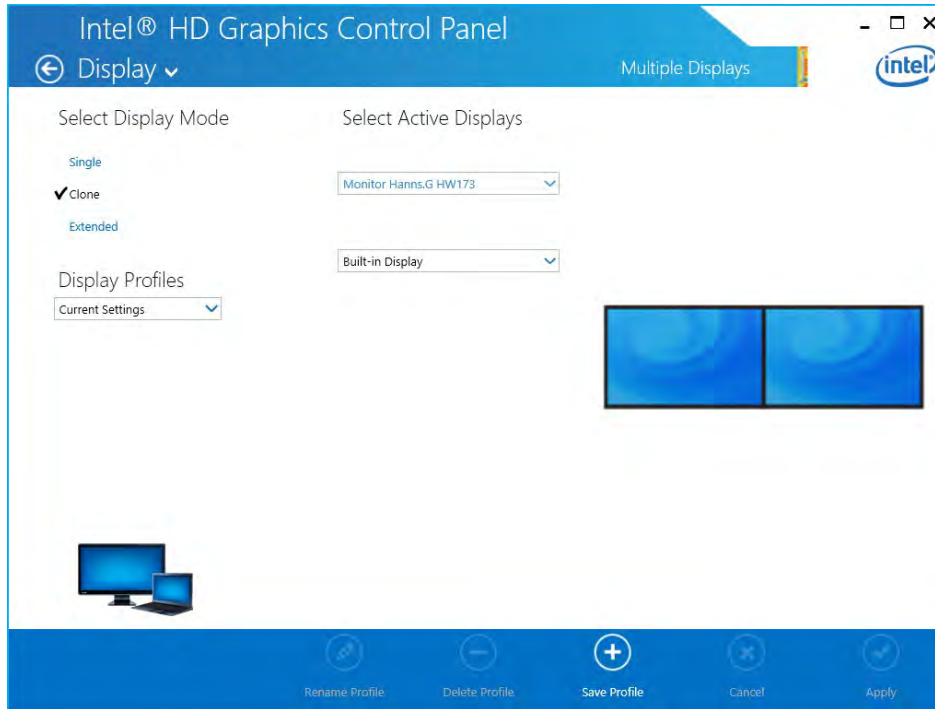 Intel® HD Graphics Control Panel
Display
Multiple Displays
intel
Select Display Mode
Select Active Displays
Single
Clone
Extended
Monitor Hanns.G HW173
Built-in Display
Display Profiles
Current Settings
Rename Profile
Delete Profile
Save Profile
Cancel
Apply